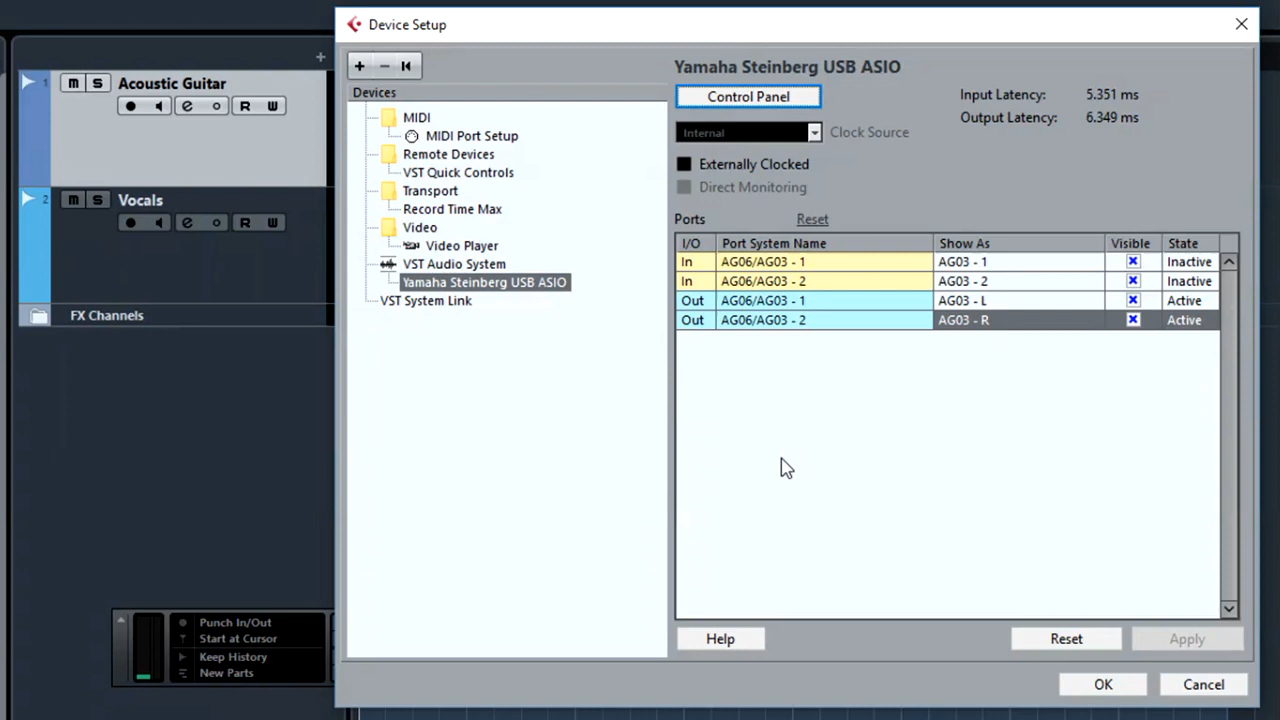 Device Setup
+
1
m S Acoustic Guitar
R W
2
m S Vocals
R W
FX Channels
Punch In/Out
Start at Cursor
Keep History
New Parts
Devices
MIDI
MIDI Port Setup
Remote Devices
VST Quick Controls
Transport
Record Time Max
Video
Video Player
VST Audio System
Yamaha Steinberg USB ASIO
VST System Link
Yamaha Steinberg USB ASIO
Control Panel
Input Latency: 5.351 ms
Output Latency: 6.349 ms
Internal Clock Source
Externally Clocked
Direct Monitoring
Ports Reset
I/O Port System Name Show As Visible State
In AG06/AG03 - 1 AG03 - 1 Inactive
In AG06/AG03 - 2 AG03 - 2 Inactive
Out AG06/AG03 - 1 AG03 - L Active
Out AG06/AG03 - 2 AG03 - R Active
Help Reset Apply
OK Cancel